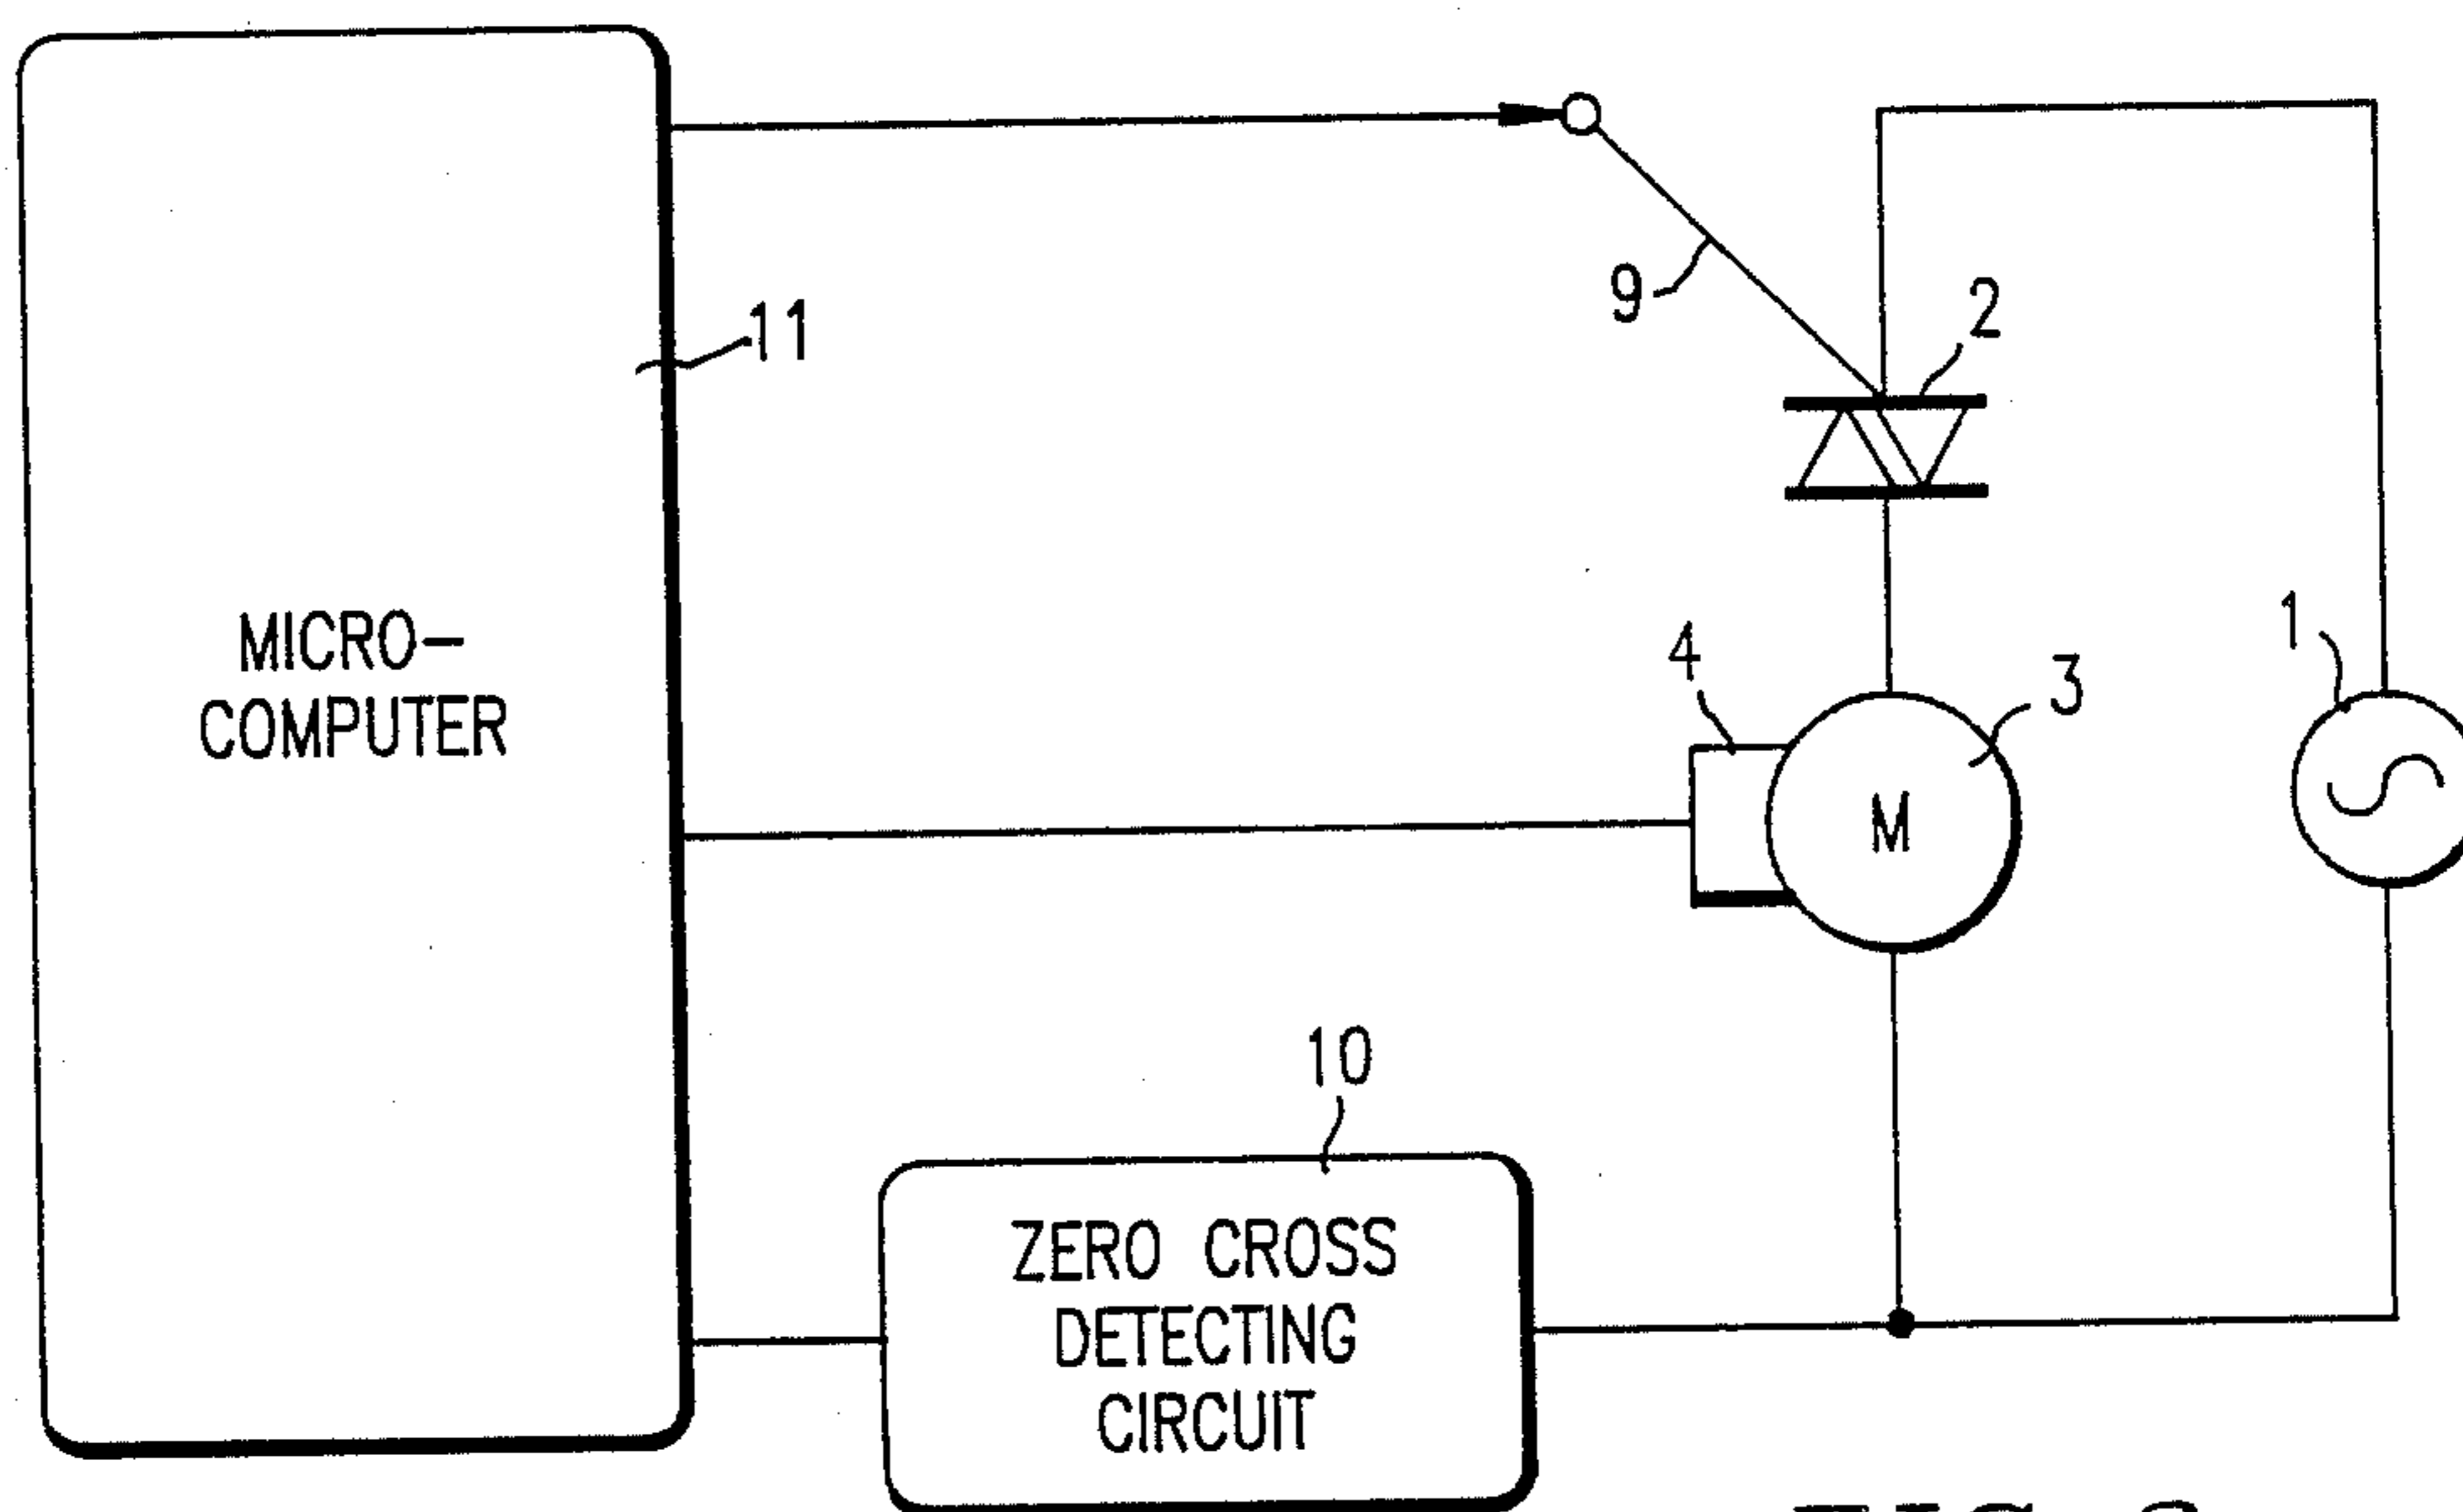 11
9
2
MICRO-
COMPUTER
4
3
1
M
10
ZERO CROSS
DETECTING
CIRCUIT